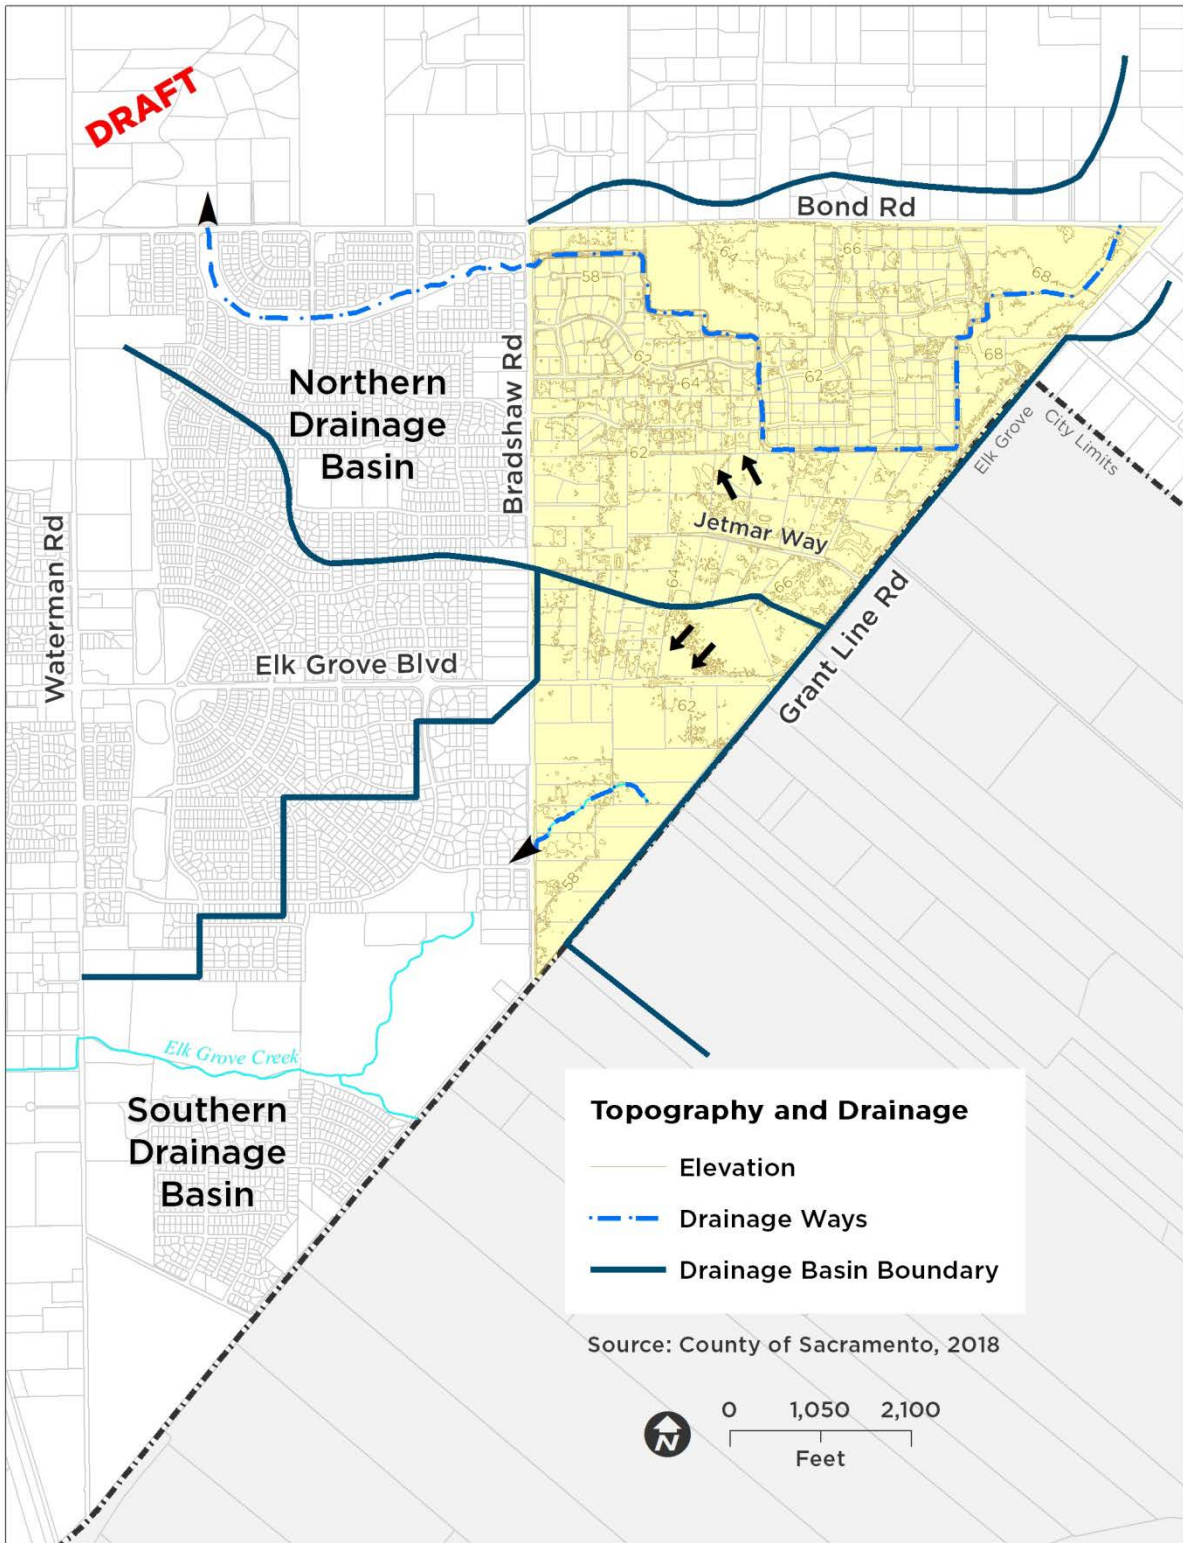 DRAFT
Bond Rd
66
64
68
58
Bradshaw Rd
62
64
62
68
Northern
Drainage
Basin
62
Elk Grove
City Limits
Jetmar Way
Waterman Rd
64
66
Elk Grove Blvd
Grant Line Rd
62
58
Elk Grove Creek
Southern
Drainage
Basin
Topography and Drainage
Elevation
Drainage Ways
Drainage Basin Boundary
Source: County of Sacramento, 2018
N
0 1,050 2,100
Feet